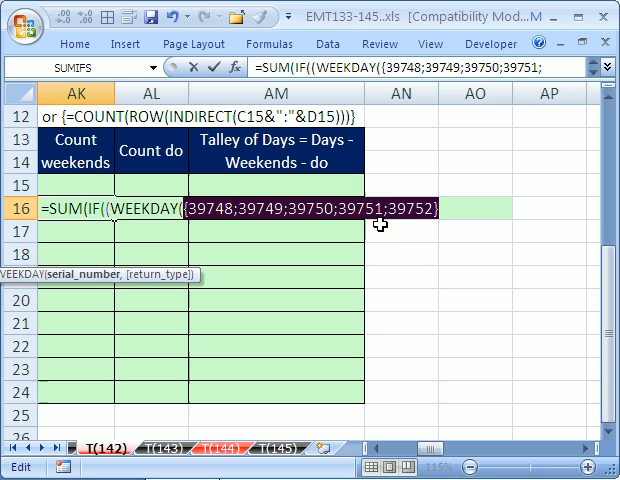 EMT133-145..xls [Compatibility Mod... M
Home Insert Page Layout Formulas Data Review View Developer
SUMIFS =SUM(IF((WEEKDAY({39748;39749;39750;39751;
AK AL AM AN AO AP
12 or {=COUNT(ROW(INDIRECT(C15&":"&D15)))}
13 Count Count do Talley of Days = Days -
14 weekends Weekends - do
15
16 =SUM(IF((WEEKDAY({39748;39749;39750;39751;39752}
17
18
WEEKDAY(serial_number, [return_type])
20
21
22
23
24
25
26
T(142) T(143) T(144) T(145)
Edit 115%